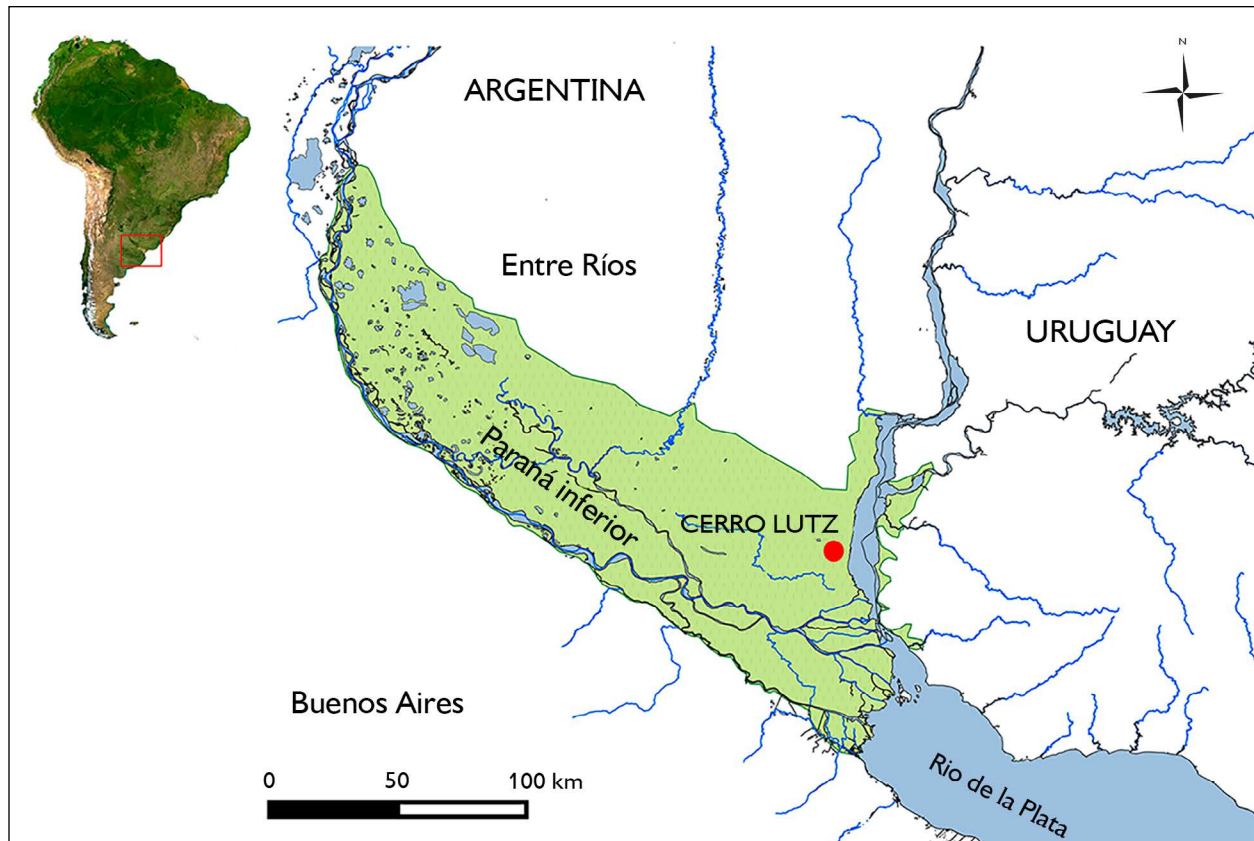 N
ARGENTINA
Entre Ríos
URUGUAY
Paraná inferior
CERRO LUTZ
Buenos Aires
Rio de la Plata
0 50 100 km